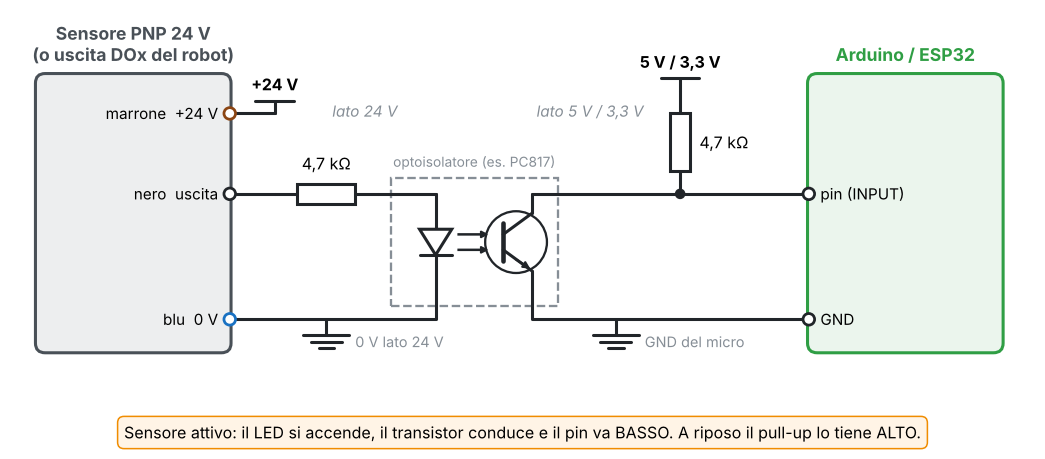 Sensore PNP 24 V
(o uscita DOx del robot)
Arduino / ESP32
5 V / 3,3 V
+24 V
marrone +24 V
lato 24 V
lato 5 V / 3,3 V
4,7 kΩ
optoisolatore (es. PC817)
4,7 kΩ
nero uscita
pin (INPUT)
blu 0 V
GND
0 V lato 24 V
GND del micro
Sensore attivo: il LED si accende, il transistor conduce e il pin va BASSO. A riposo il pull-up lo tiene ALTO.